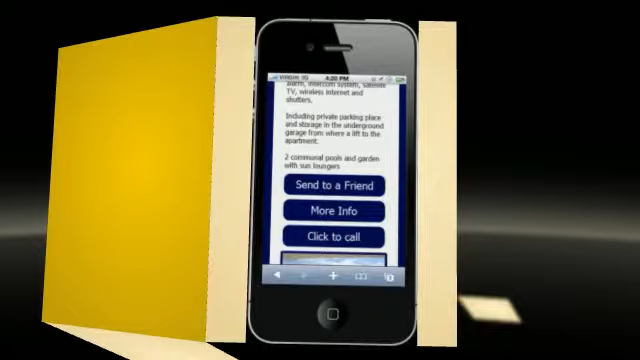 VIRGIN 3G 4:20 PM
alarm, intercom system, satellite
TV, wireless internet and
shutters.
Including private parking place
and storage in the underground
garage from where a lift to the
apartment.
2 communal pools and garden
with sun loungers
Send to a Friend
More Info
Click to call